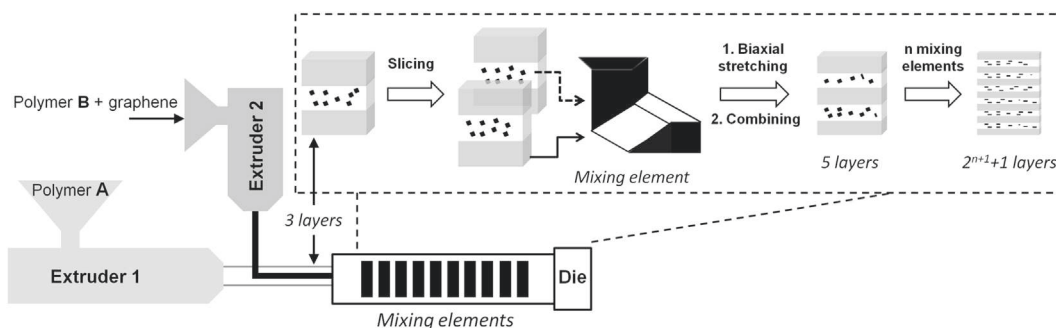 Polymer B + graphene
Extruder 2
Polymer A
Extruder 1
3 layers
Mixing elements
Die
Slicing
Mixing element
1. Biaxial
stretching
2. Combining
5 layers
n mixing
elements
2ⁿ⁺¹+1 layers